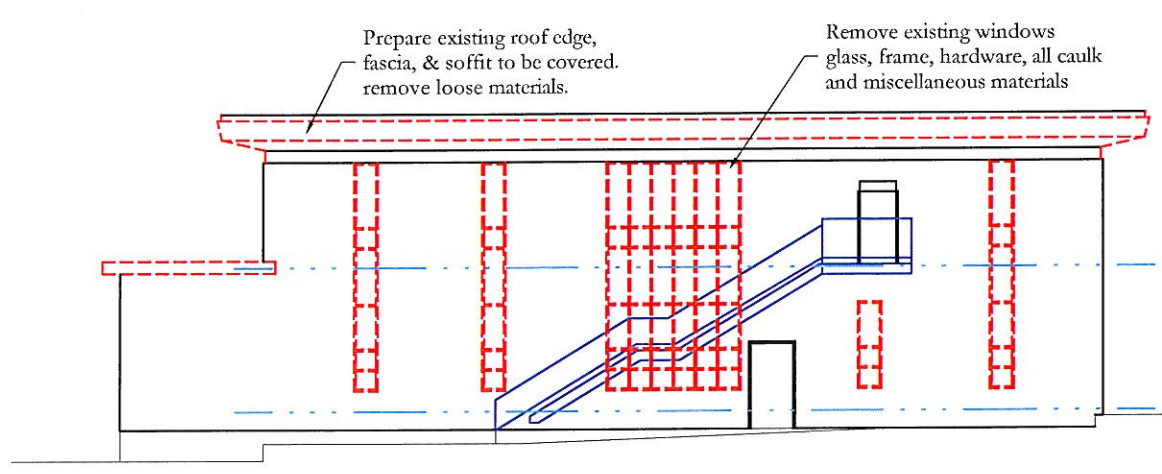 Prepare existing roof edge,
fascia, & soffit to be covered.
remove loose materials.
Remove existing windows
glass, frame, hardware, all caulk
and miscellaneous materials